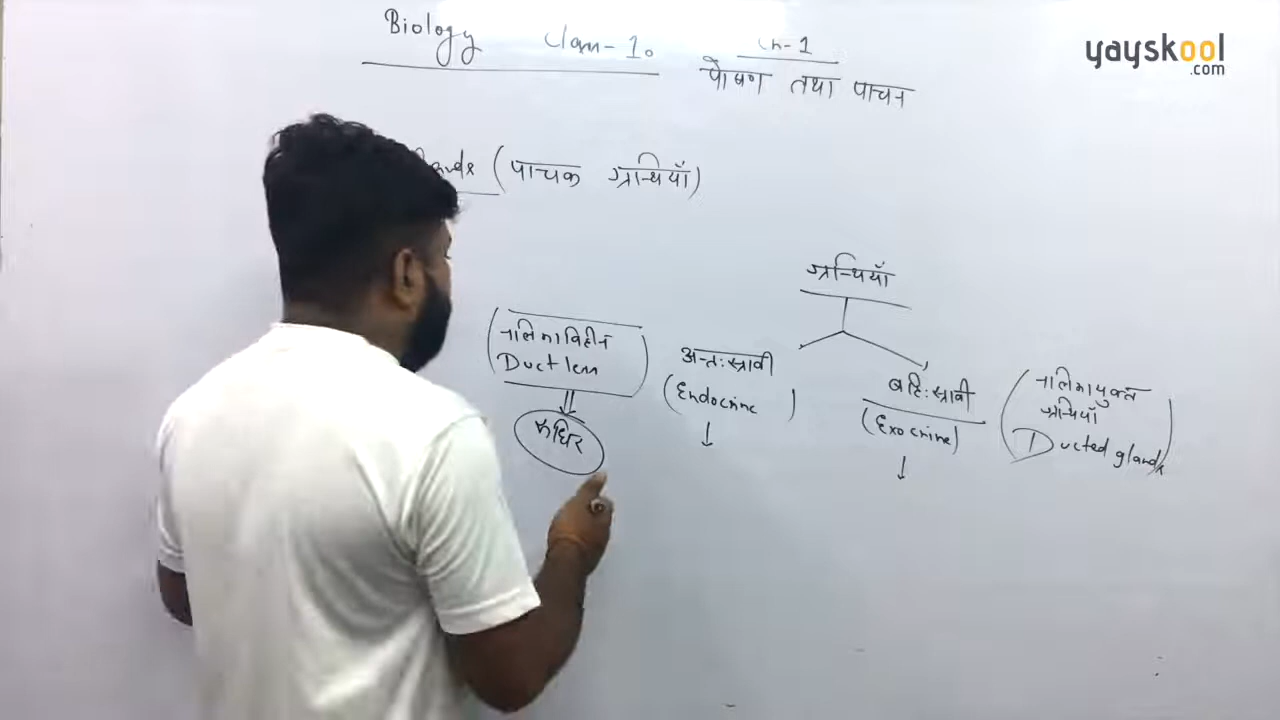 Biology Class-10 Ch-1
पोषण तथा पाचन
yayskool
.com
(पाचक ग्रन्थियाँ)
ग्रन्थियाँ
नलिकाविहीन
Ductless
रुधिर
अन्तःस्त्रावी
(Endocrine)
↓
बहिःस्त्रावी
(Exocrine)
↓
नलिकायुक्त
ग्रंथियाँ
Ducted glands